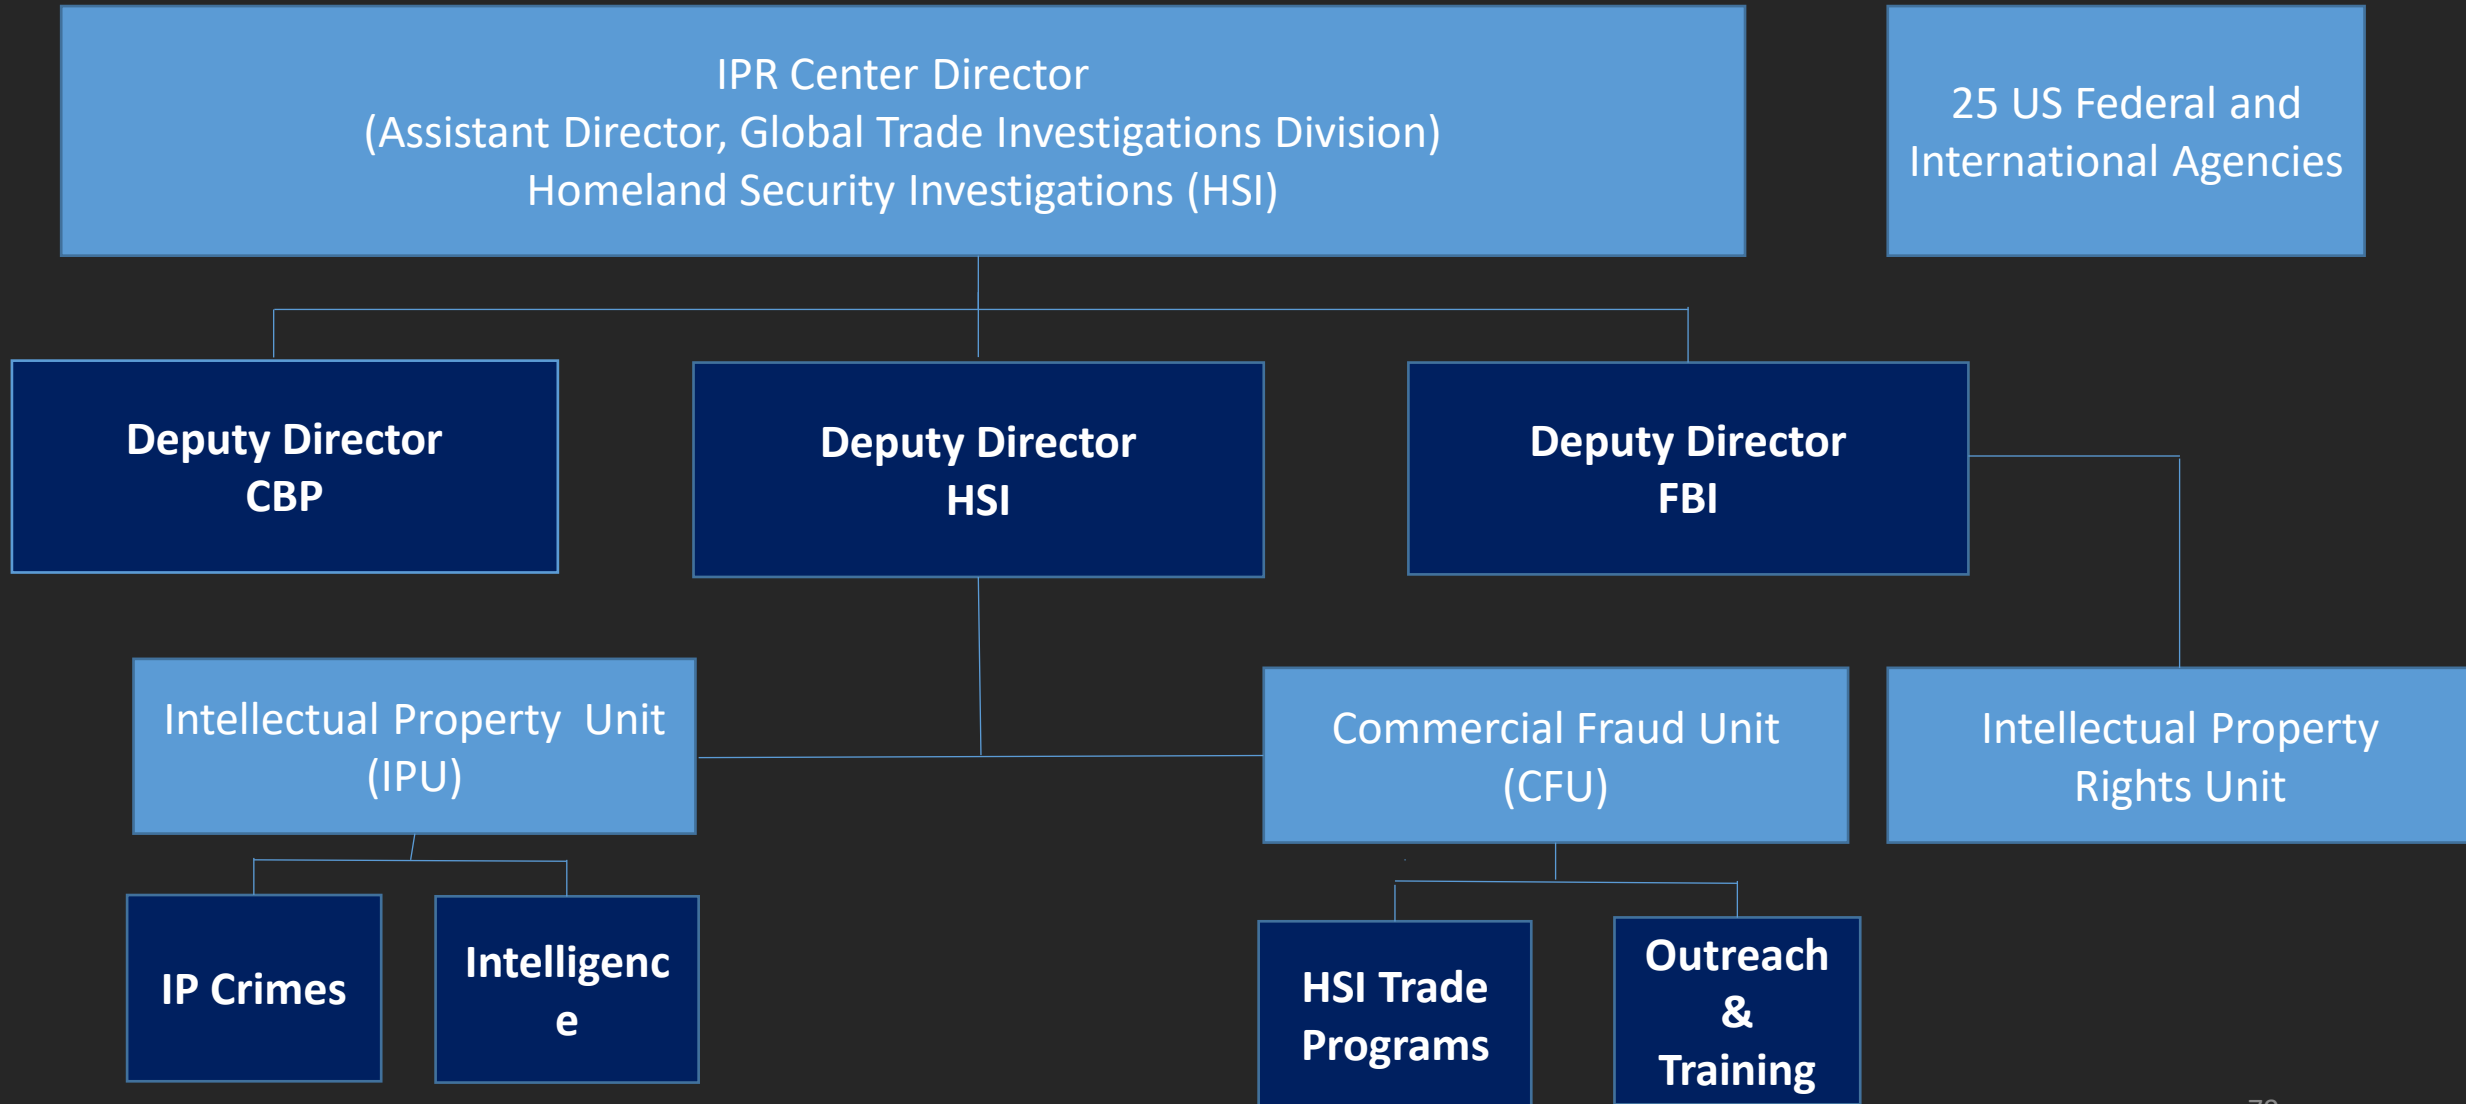 IPR Center Director
(Assistant Director, Global Trade Investigations Division)
Homeland Security Investigations (HSI)
25 US Federal and
International Agencies
Deputy Director
CBP
Deputy Director
HSI
Deputy Director
FBI
Intellectual Property  Unit
(IPU)
Commercial Fraud Unit
(CFU)
Intellectual Property
Rights Unit
IP Crimes
Intelligenc
e
HSI Trade
Programs
Outreach
&
Training